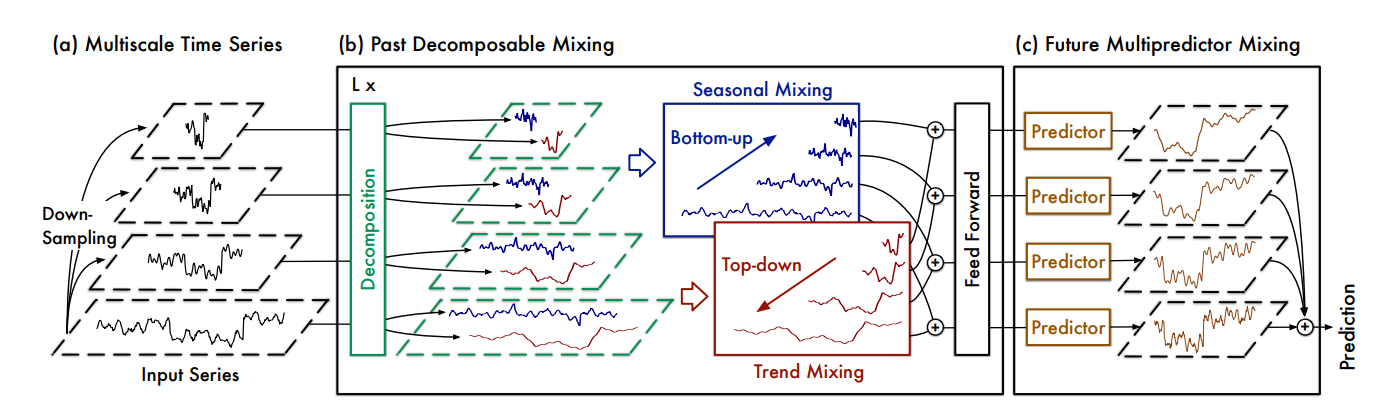 (a) Multiscale Time Series
Down-
Sampling
Input Series
(b) Past Decomposable Mixing
L x
Decomposition
Seasonal Mixing
Bottom-up
Top-down
Trend Mixing
+
+
+
+
Feed Forward
(c) Future Multipredictor Mixing
Predictor
Predictor
Predictor
Predictor
+
Prediction